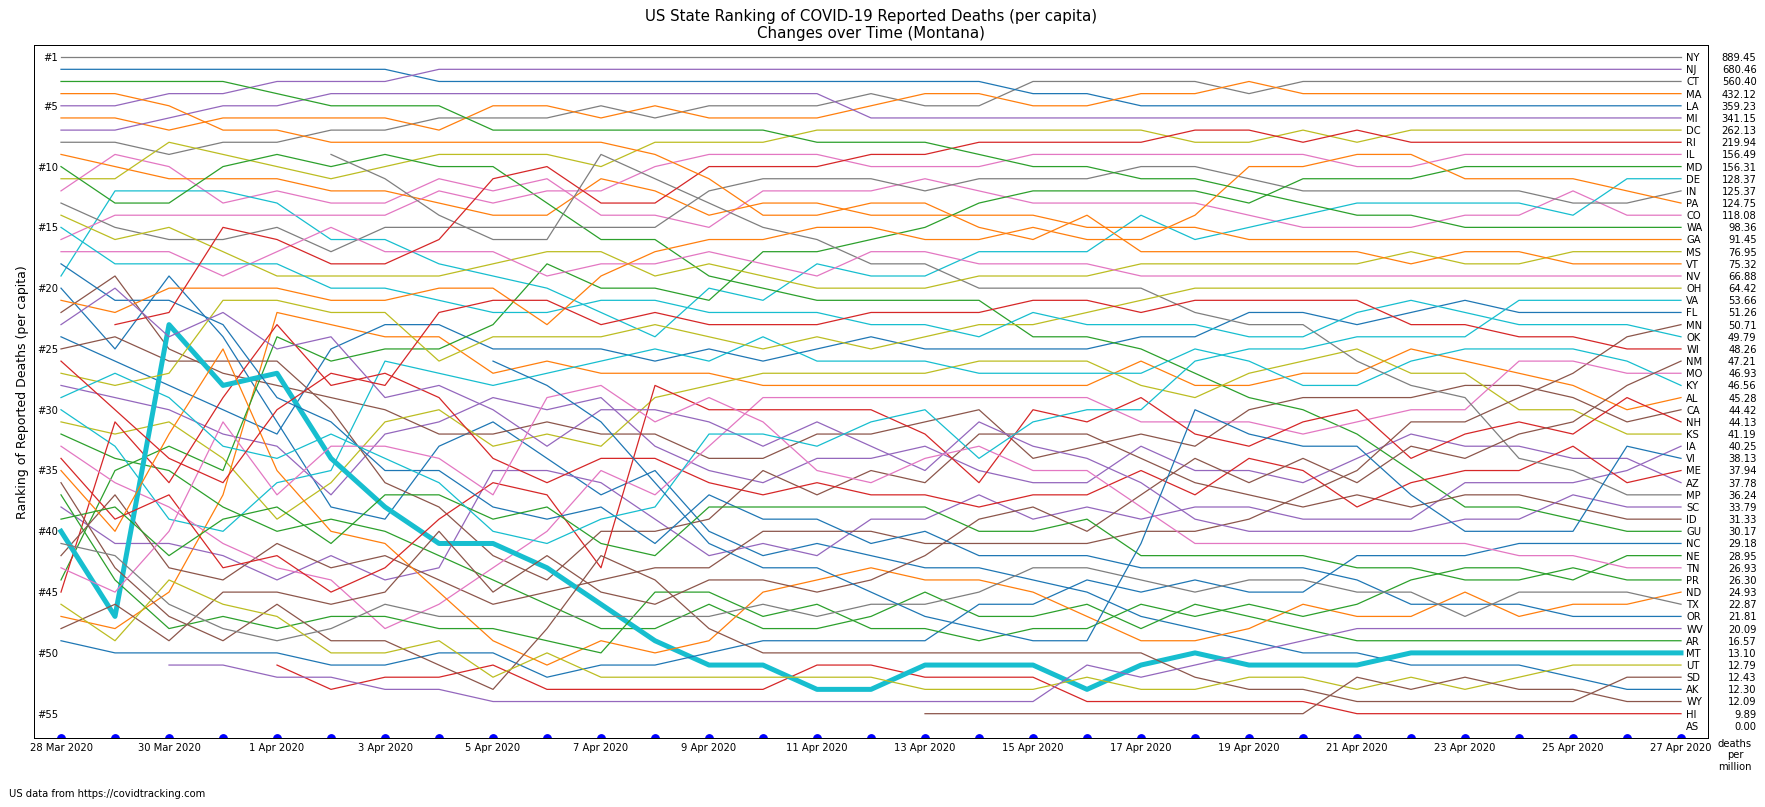 US State Ranking of COVID-19 Reported Deaths (per capita)
Changes over Time (Montana)
Ranking of Reported Deaths (per capita)
#1
#5
#10
#15
#20
#25
#30
#35
#40
#45
#50
#55
NY 889.45
NJ 680.46
CT 560.40
MA 432.12
LA 359.23
MI 341.15
DC 262.13
RI 219.94
IL 156.49
MD 156.31
DE 128.37
IN 125.37
PA 124.75
CO 118.08
WA 98.36
GA 91.45
MS 76.95
VT 75.32
NV 66.88
OH 64.42
VA 53.66
FL 51.26
MN 50.71
OK 49.79
WI 48.26
NM 47.21
MO 46.93
KY 46.56
AL 45.28
CA 44.42
NH 44.13
KS 41.19
IA 40.25
VI 38.13
ME 37.94
AZ 37.78
MP 36.24
SC 33.79
ID 31.33
GU 30.17
NC 29.18
NE 28.95
TN 26.93
PR 26.30
ND 24.93
TX 22.87
OR 21.81
WV 20.09
AR 16.57
MT 13.10
UT 12.79
SD 12.43
AK 12.30
WY 12.09
HI 9.89
AS 0.00
28 Mar 2020 30 Mar 2020 1 Apr 2020 3 Apr 2020 5 Apr 2020 7 Apr 2020 9 Apr 2020 11 Apr 2020 13 Apr 2020 15 Apr 2020 17 Apr 2020 19 Apr 2020 21 Apr 2020 23 Apr 2020 25 Apr 2020 27 Apr 2020
deaths
per
million
US data from https://covidtracking.com